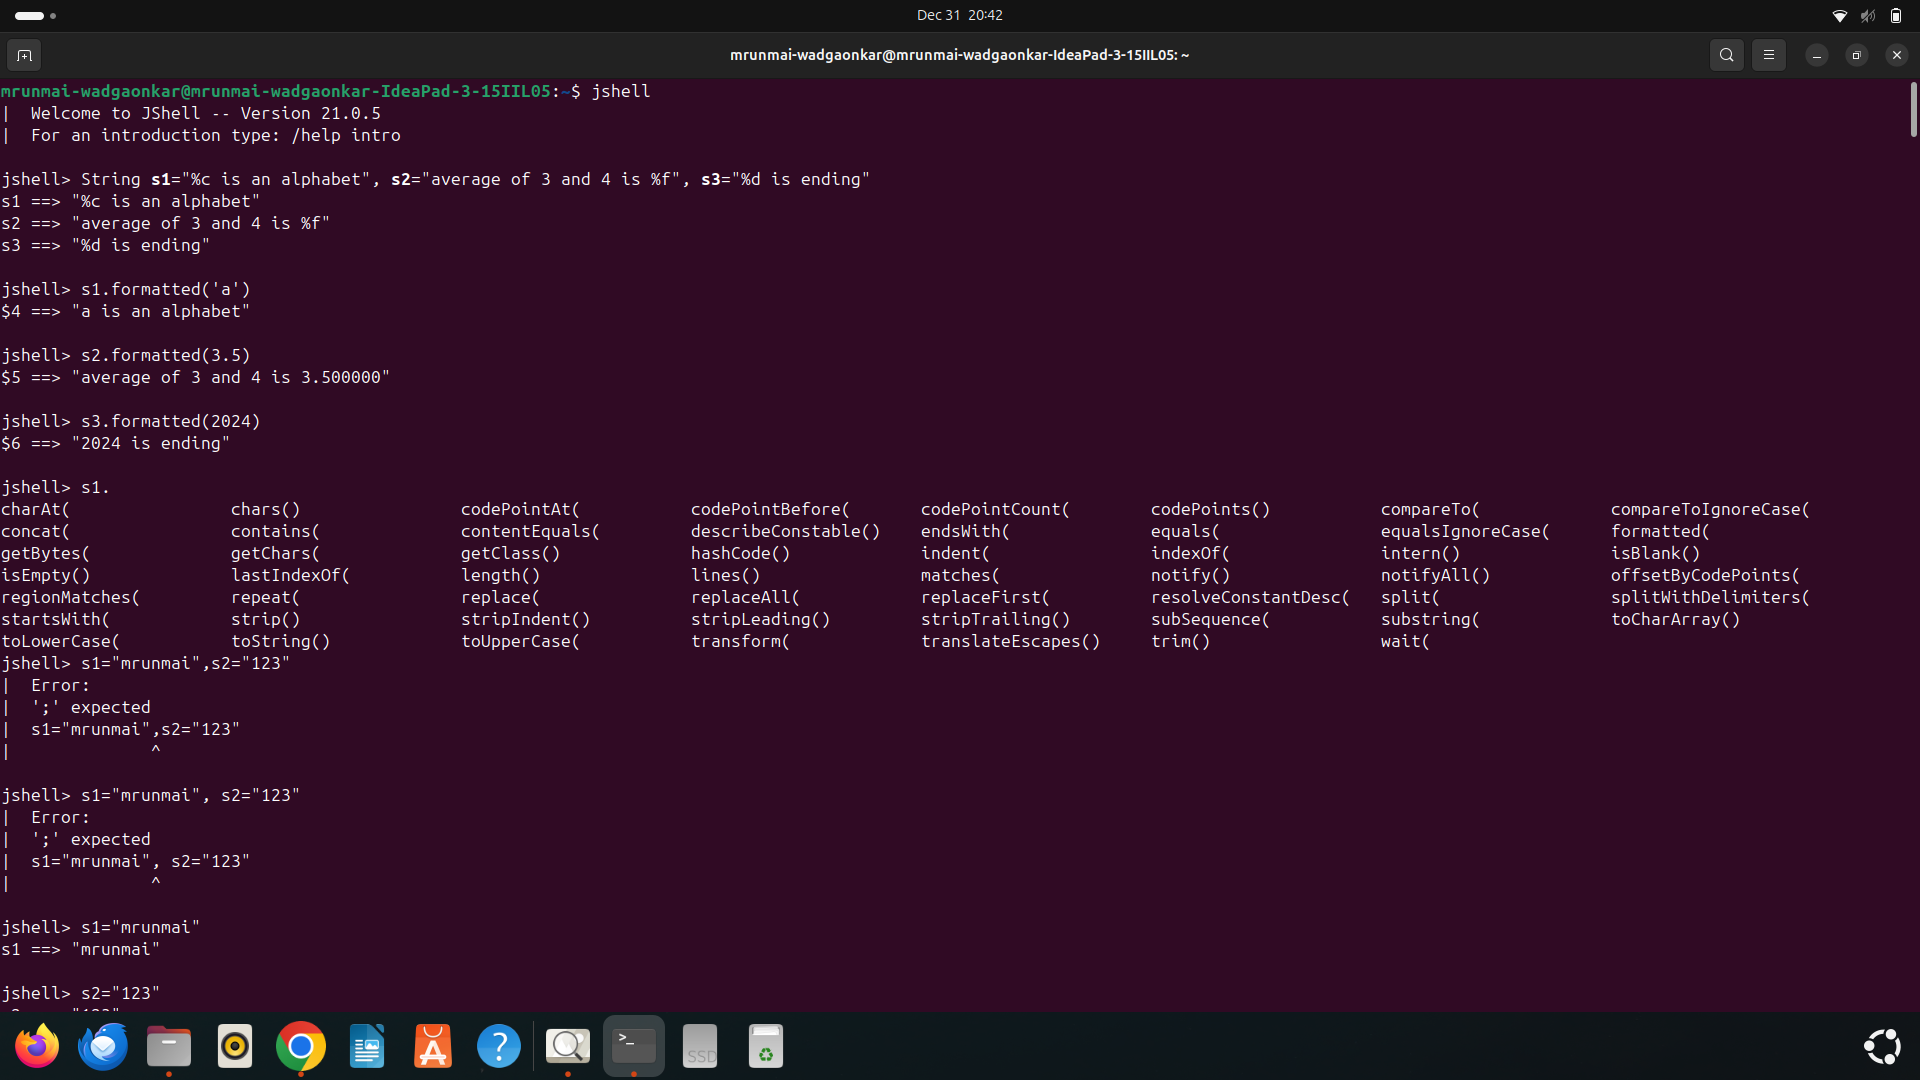 Dec 31 20:42
mrunmai-wadgaonkar@mrunmai-wadgaonkar-IdeaPad-3-15IIL05: ~
mrunmai-wadgaonkar@mrunmai-wadgaonkar-IdeaPad-3-15IIL05:~$ jshell
|  Welcome to JShell -- Version 21.0.5
|  For an introduction type: /help intro
jshell> String s1="%c is an alphabet", s2="average of 3 and 4 is %f", s3="%d is ending"
s1 ==> "%c is an alphabet"
s2 ==> "average of 3 and 4 is %f"
s3 ==> "%d is ending"
jshell> s1.formatted('a')
$4 ==> "a is an alphabet"
jshell> s2.formatted(3.5)
$5 ==> "average of 3 and 4 is 3.500000"
jshell> s3.formatted(2024)
$6 ==> "2024 is ending"
jshell> s1.
charAt( chars() codePointAt( codePointBefore( codePointCount( codePoints() compareTo( compareToIgnoreCase(
concat( contains( contentEquals( describeConstable() endsWith( equals( equalsIgnoreCase( formatted(
getBytes( getChars( getClass() hashCode() indent( indexOf( intern() isBlank()
isEmpty() lastIndexOf( length() lines() matches( notify() notifyAll() offsetByCodePoints(
regionMatches( repeat( replace( replaceAll( replaceFirst( resolveConstantDesc( split( splitWithDelimiters(
startsWith( strip() stripIndent() stripLeading() stripTrailing() subSequence( substring( toCharArray()
toLowerCase( toString() toUpperCase( transform( translateEscapes() trim() wait(
jshell> s1="mrunmai",s2="123"
|  Error:
|  ';' expected
|  s1="mrunmai",s2="123"
|              ^
jshell> s1="mrunmai", s2="123"
|  Error:
|  ';' expected
|  s1="mrunmai", s2="123"
|              ^
jshell> s1="mrunmai"
s1 ==> "mrunmai"
jshell> s2="123"
SSD